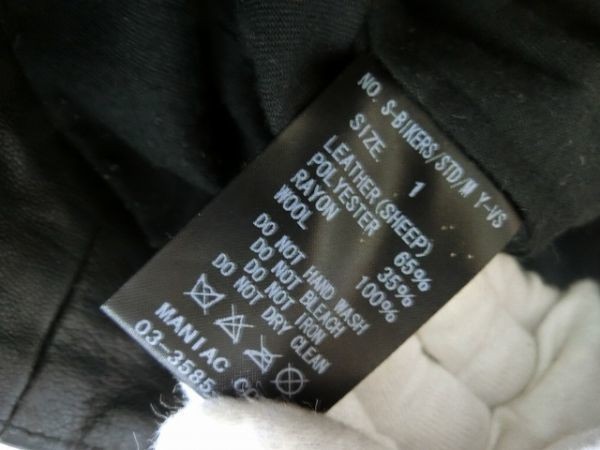 NO. S-BIKERS/STD/M Y-VS
SIZE 1
LEATHER(SHEEP)
POLYESTER 65%
RAYON 35%
WOOL 100%
DO NOT HAND WASH
DO NOT BLEACH
DO NOT IRON
DO NOT DRY CLEAN
MANIAC
03-3585